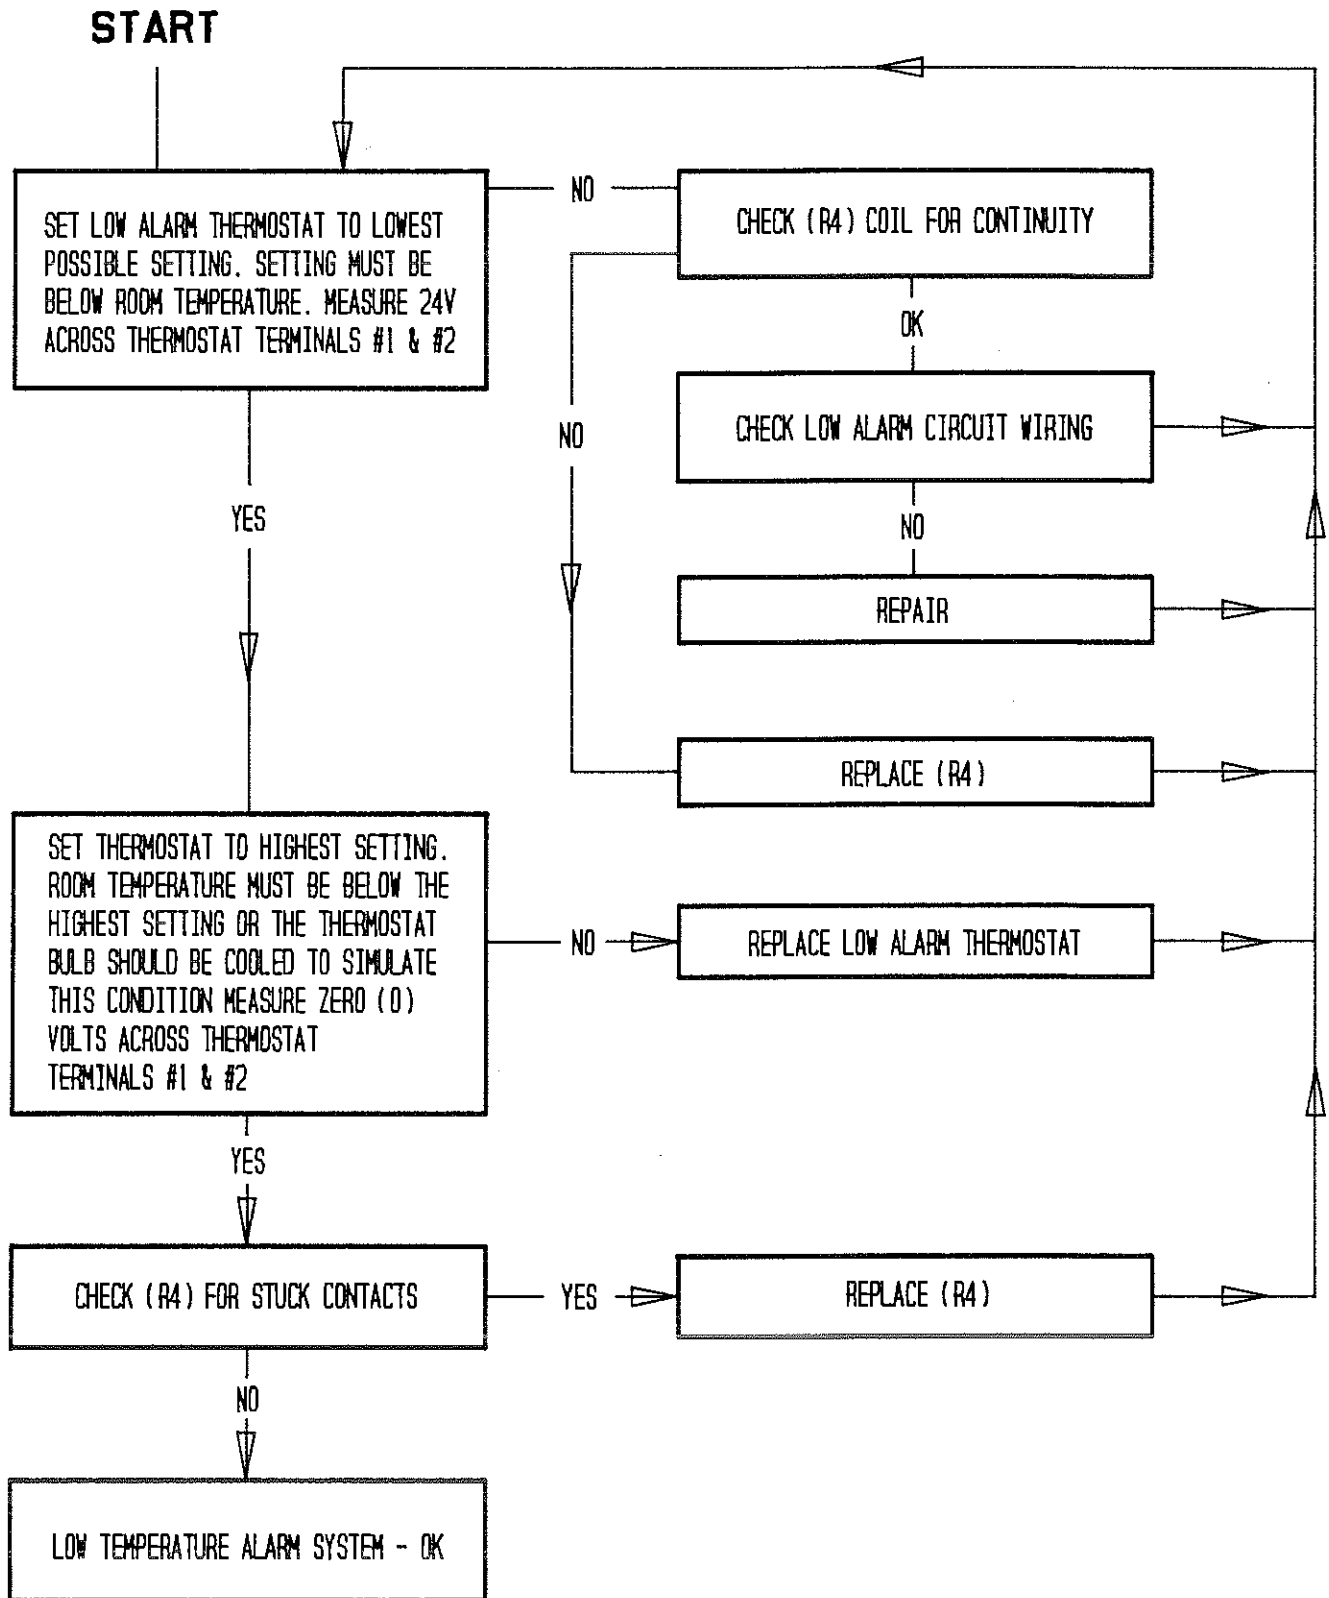 START
SET LOW ALARM THERMOSTAT TO LOWEST
POSSIBLE SETTING. SETTING MUST BE
BELOW ROOM TEMPERATURE. MEASURE 24V
ACROSS THERMOSTAT TERMINALS #1 & #2
NO
CHECK (R4) COIL FOR CONTINUITY
OK
NO
CHECK LOW ALARM CIRCUIT WIRING
YES
NO
REPAIR
REPLACE (R4)
SET THERMOSTAT TO HIGHEST SETTING.
ROOM TEMPERATURE MUST BE BELOW THE
HIGHEST SETTING OR THE THERMOSTAT
BULB SHOULD BE COOLED TO SIMULATE
THIS CONDITION MEASURE ZERO (0)
VOLTS ACROSS THERMOSTAT
TERMINALS #1 & #2
NO
REPLACE LOW ALARM THERMOSTAT
YES
CHECK (R4) FOR STUCK CONTACTS
YES
REPLACE (R4)
NO
LOW TEMPERATURE ALARM SYSTEM - OK